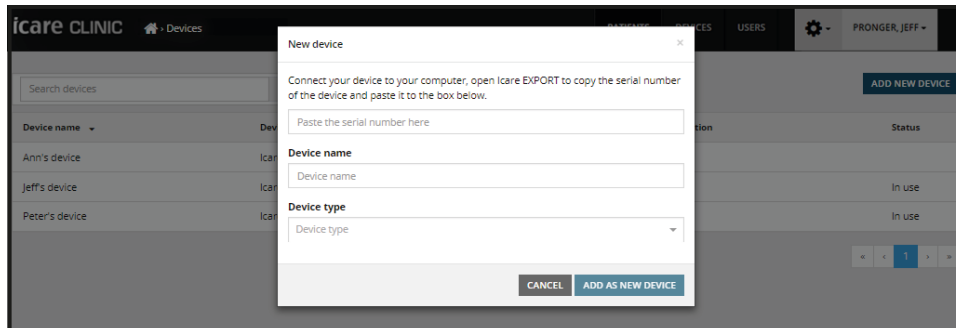 icare CLINIC
› Devices
PATIENTS DEVICES USERS
PRONGER, JEFF
New device
×
Connect your device to your computer, open Icare EXPORT to copy the serial number
of the device and paste it to the box below.
Paste the serial number here
Device name
Device name
Device type
Device type
CANCEL ADD AS NEW DEVICE
Search devices
ADD NEW DEVICE
Device name
Status
Ann's device
Jeff's device
In use
Peter's device
In use
« ‹ 1 › »